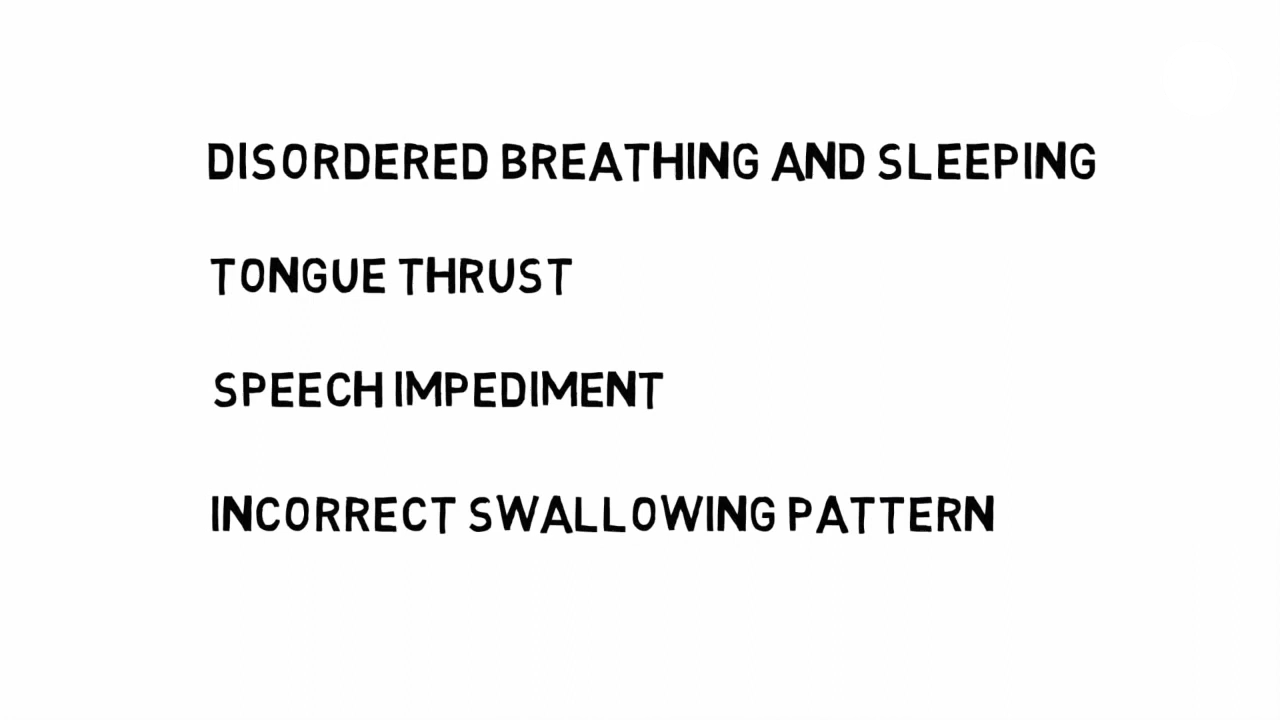 DISORDERED BREATHING AND SLEEPING
TONGUE THRUST
SPEECH IMPEDIMENT
INCORRECT SWALLOWING PATTERN